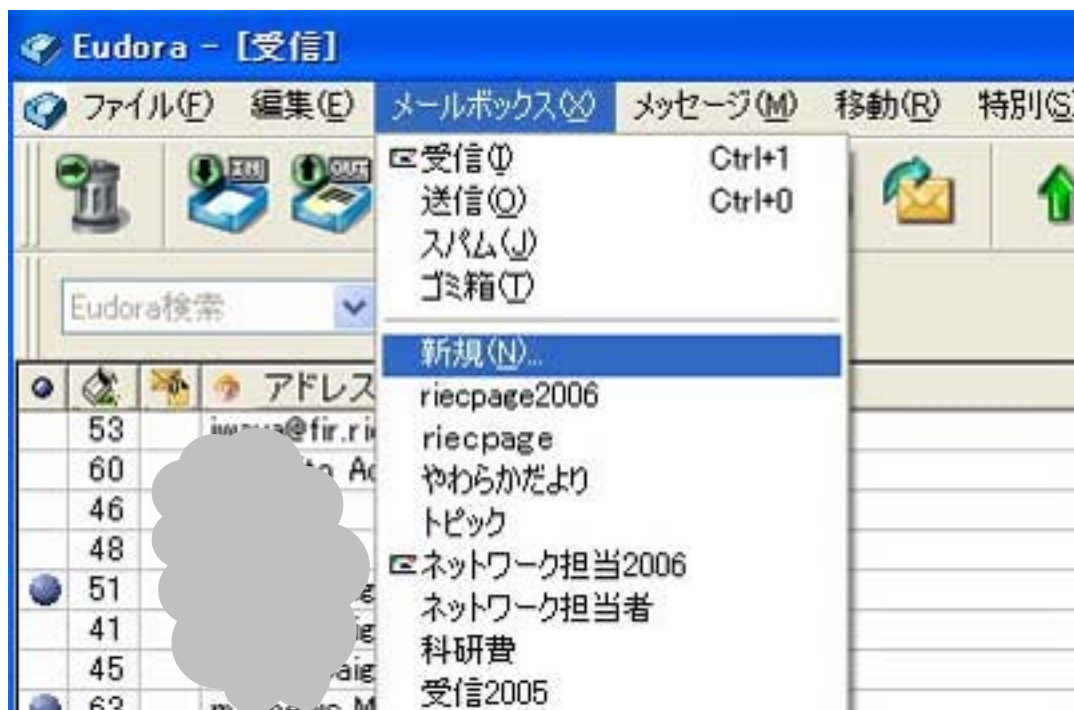 Eudora - [受信]
ファイル(F) 編集(E) メールボックス(X) メッセージ(M) 移動(R) 特別(S)
IN OUT
受信(I) Ctrl+1
送信(O) Ctrl+0
スパム(J)
ゴミ箱(T)
Eudora検索
新規(N)...
riecpage2006
riecpage
やわらかだより
トピック
ネットワーク担当2006
ネットワーク担当者
科研費
受信2005
アドレス
53
60
46
48
51
41
45
63